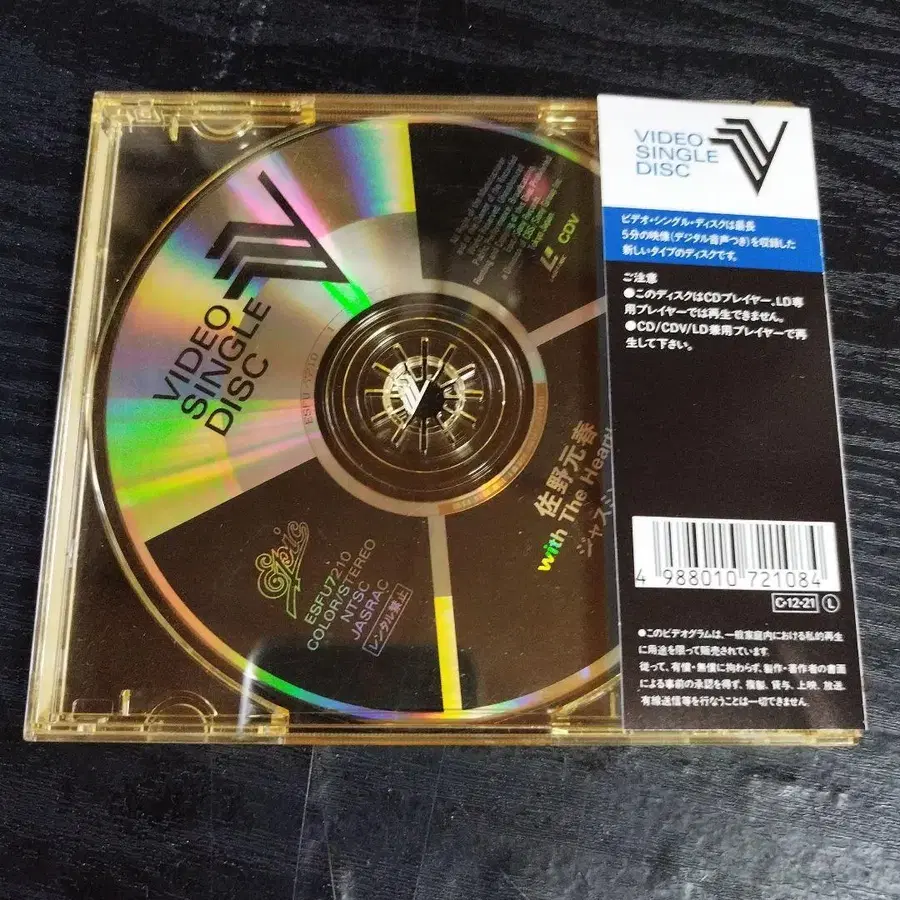 VIDEO
SINGLE
DISC
CDV
ESFU 7210
佐野元春
with The Heart
ジャスミ
Epic
ESFU7210
COLOR/STEREO
NTSC
JASRAC
レンタル禁止
VIDEO
SINGLE
DISC
ビデオ・シングル・ディスクは最長
5分の映像(デジタル音声つき)を収録した
新しいタイプのディスクです。
ご注意
●このディスクはCDプレイヤー、LD専
用プレイヤーでは再生できません。
●CD/CDV/LD兼用プレイヤーで再
生して下さい。
4 988010 721084
C-12-21 L
●このビデオグラムは、一般家庭内における私的再生
に用途を限って販売されています。
従って、有償・無償に拘わらず、製作・著作者の書面
による事前の承認を得ず、複製、貸与、上映、放送、
有線送信等を行なうことは一切できません。